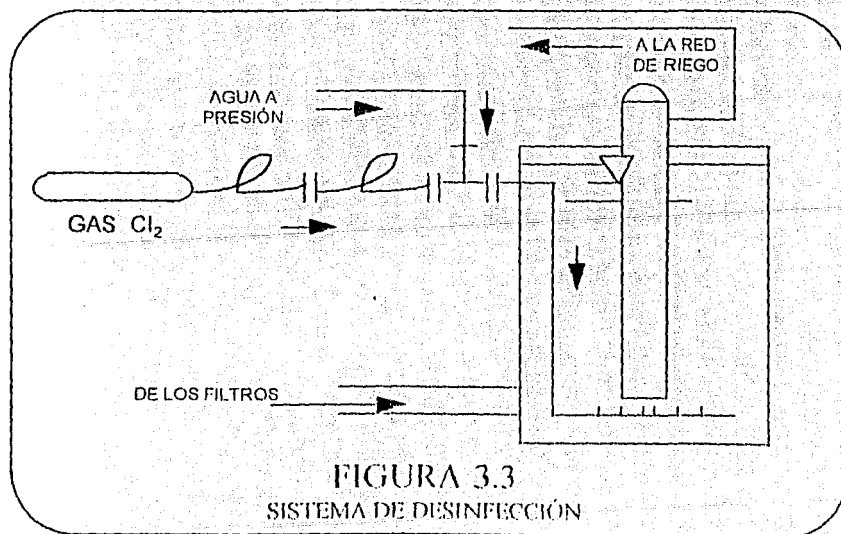 A LA RED
DE RIEGO
AGUA A
PRESIÓN
GAS Cl₂
DE LOS FILTROS
FIGURA 3.3
SISTEMA DE DESINFECCIÓN